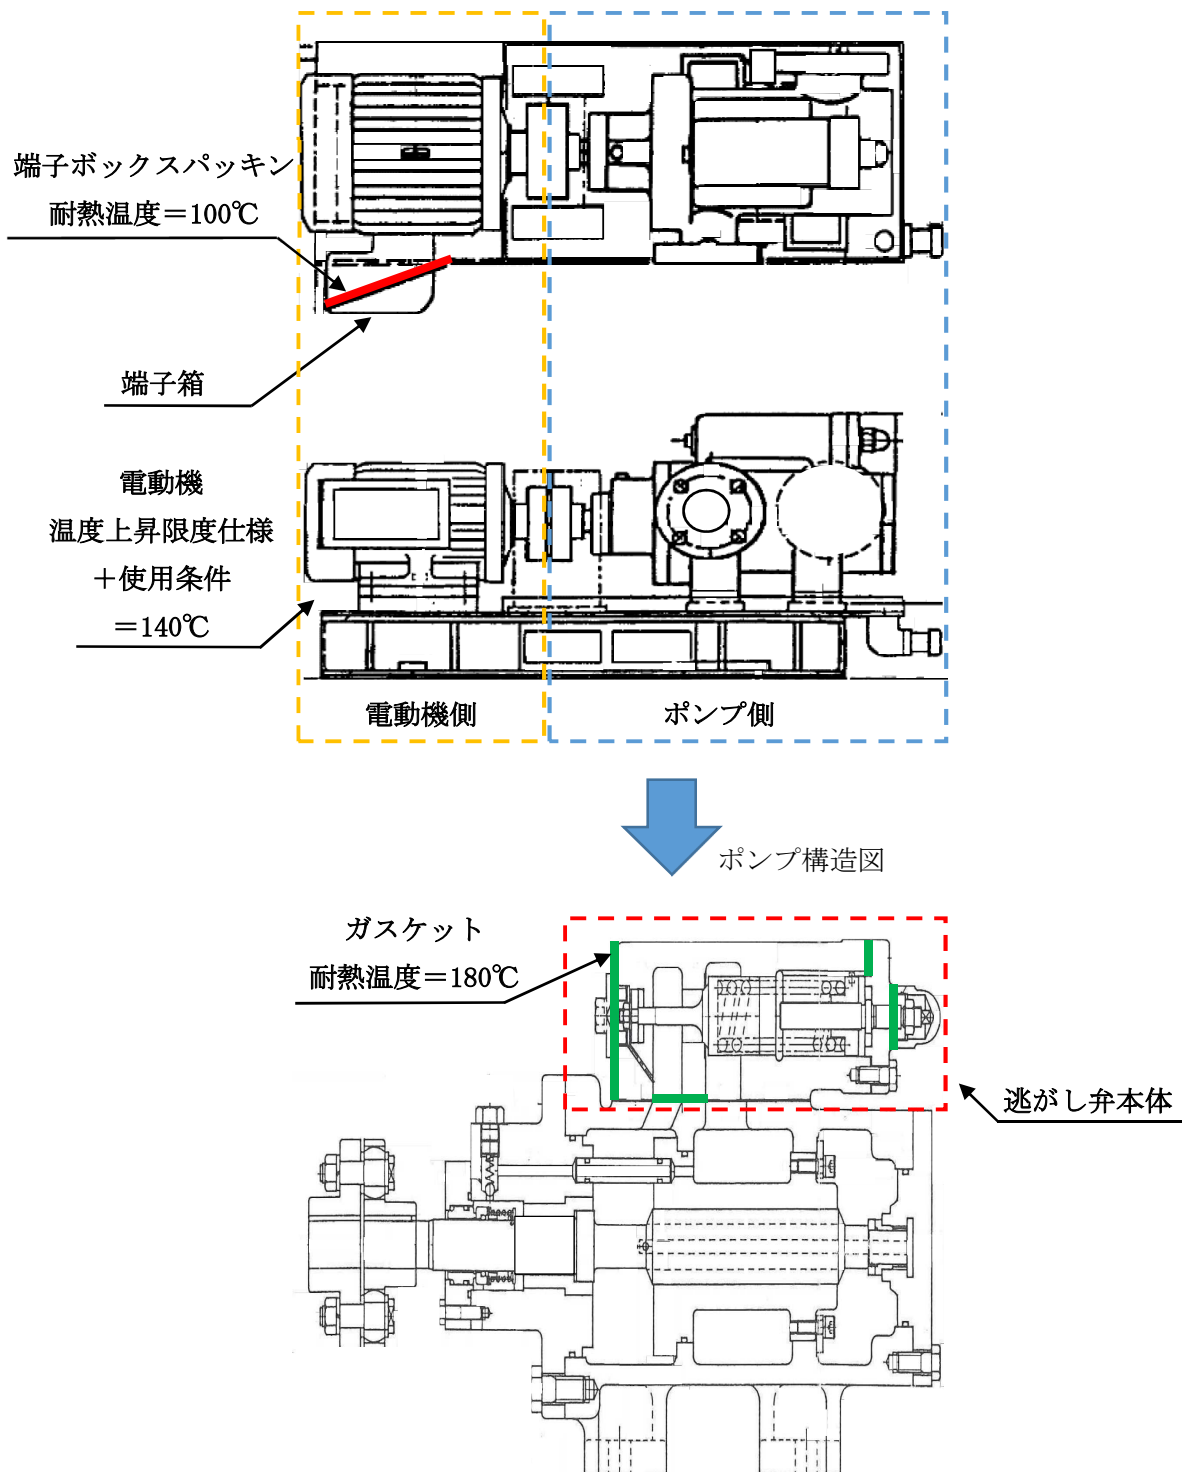 端子ボックスパッキン
耐熱温度＝100℃
端子箱
電動機
温度上昇限度仕様
＋使用条件
＝140℃
電動機側
ポンプ側
ポンプ構造図
ガスケット
耐熱温度＝180℃
逃がし弁本体